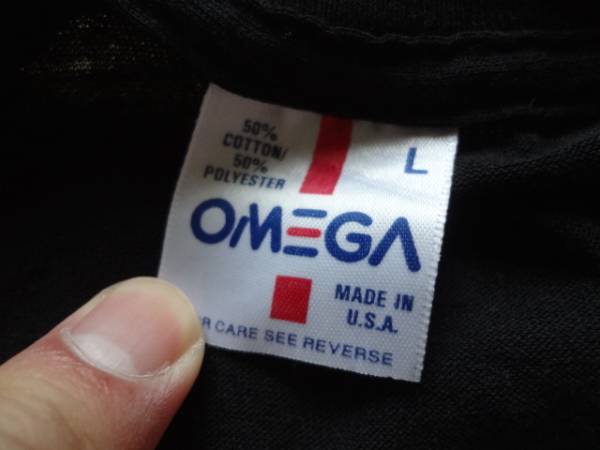 50%
COTTON/
50%
POLYESTER
L
OMEGA
MADE IN
U.S.A.
R CARE SEE REVERSE